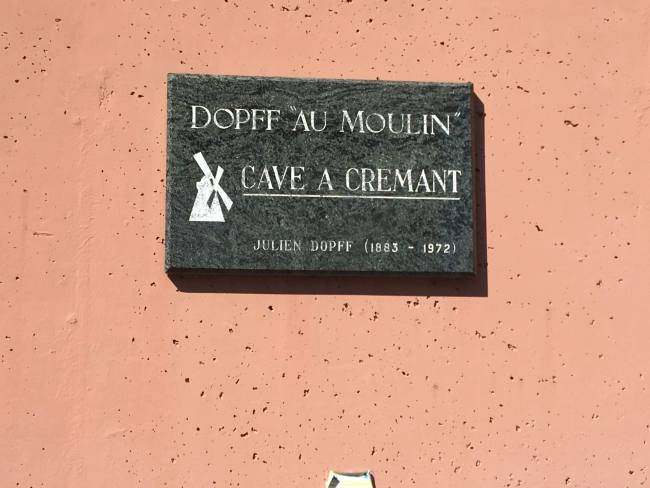 DOPFF "AU MOULIN"
CAVE A CREMANT
JULIEN DOPFF (1883 - 1972)